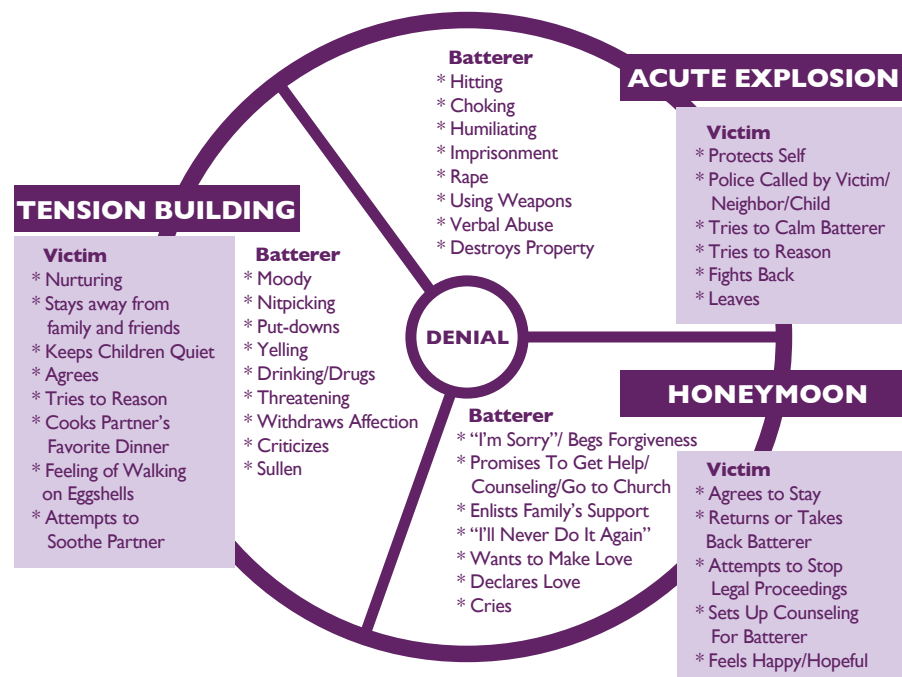 ACUTE EXPLOSION
Batterer
* Hitting
* Choking
* Humiliating
* Imprisonment
* Rape
* Using Weapons
* Verbal Abuse
* Destroys Property
Victim
* Protects Self
* Police Called by Victim/
Neighbor/Child
* Tries to Calm Batterer
* Tries to Reason
* Fights Back
* Leaves
TENSION BUILDING
Victim
* Nurturing
* Stays away from
family and friends
* Keeps Children Quiet
* Agrees
* Tries to Reason
* Cooks Partner’s
Favorite Dinner
* Feeling of Walking
on Eggshells
* Attempts to
Soothe Partner
Batterer
* Moody
* Nitpicking
* Put-downs
* Yelling
* Drinking/Drugs
* Threatening
* Withdraws Affection
* Criticizes
* Sullen
DENIAL
HONEYMOON
Batterer
* “I’m Sorry”/ Begs Forgiveness
* Promises To Get Help/
Counseling/Go to Church
* Enlists Family’s Support
* “I’ll Never Do It Again”
* Wants to Make Love
* Declares Love
* Cries
Victim
* Agrees to Stay
* Returns or Takes
Back Batterer
* Attempts to Stop
Legal Proceedings
* Sets Up Counseling
For Batterer
* Feels Happy/Hopeful